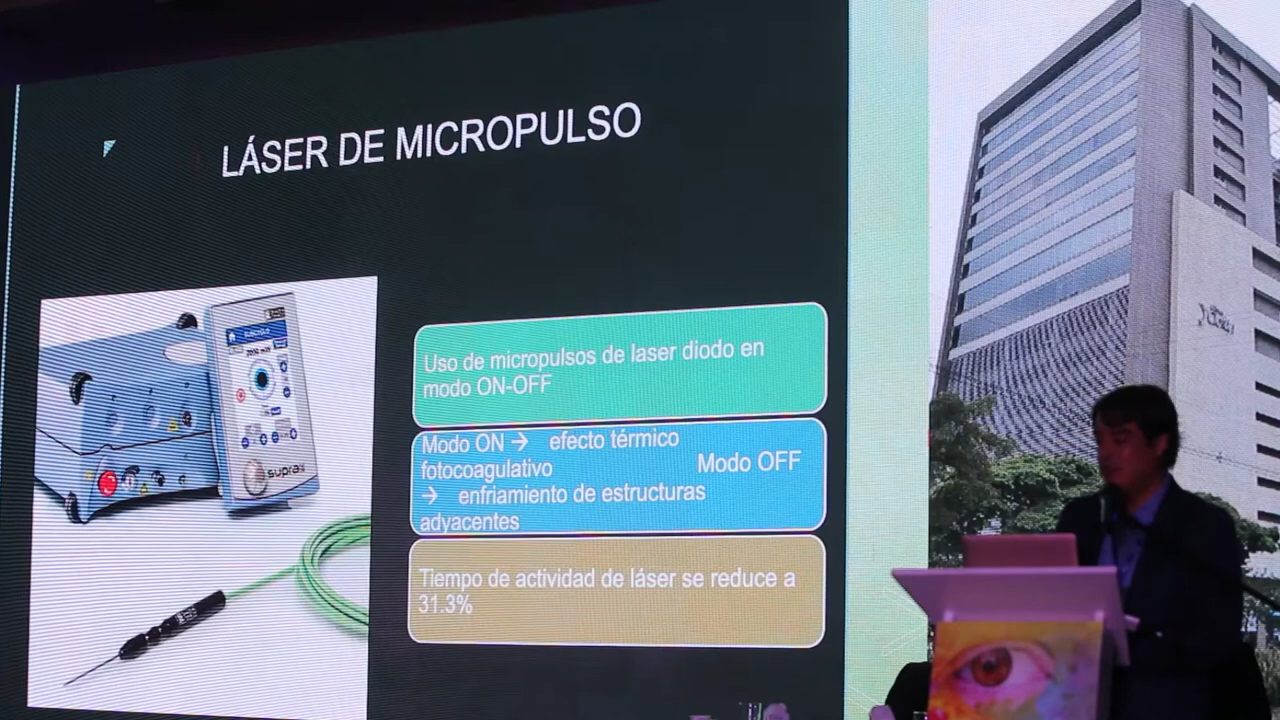 LÁSER DE MICROPULSO
Uso de micropulsos de laser diodo en
modo ON-OFF
Modo ON → efecto térmico
fotocoagulativo Modo OFF
→ enfriamiento de estructuras
adyacentes
Tiempo de actividad de láser se reduce a
31.3%
supra